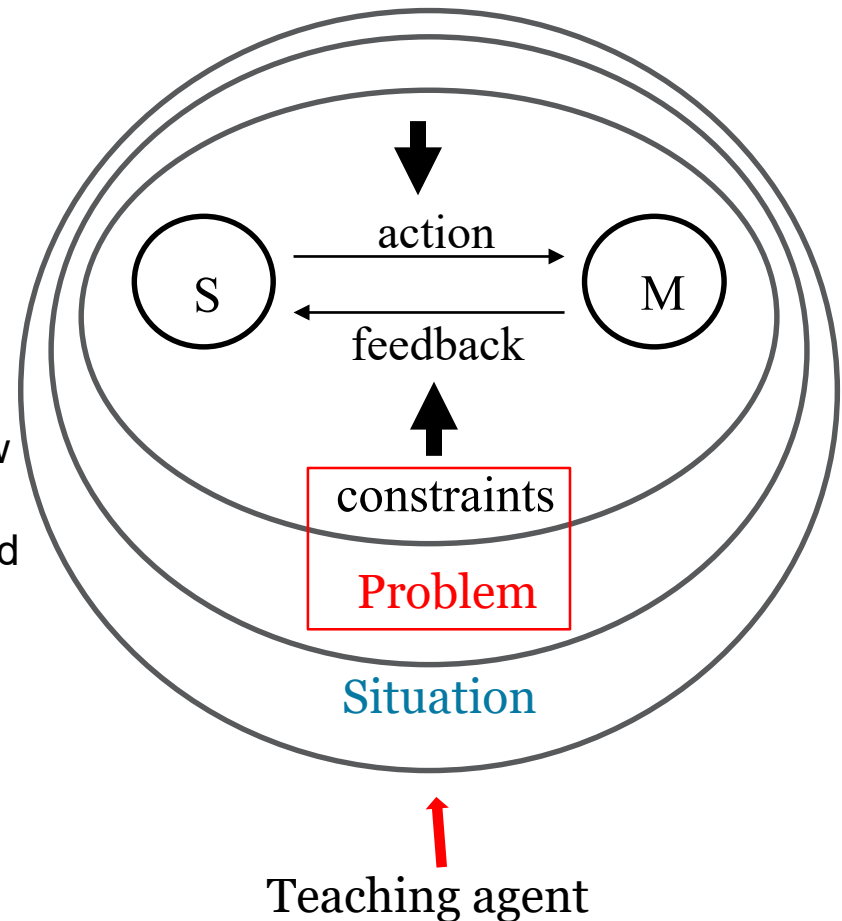 action
S
M
feedback
w
constraints
d
Problem
Situation
Teaching agent